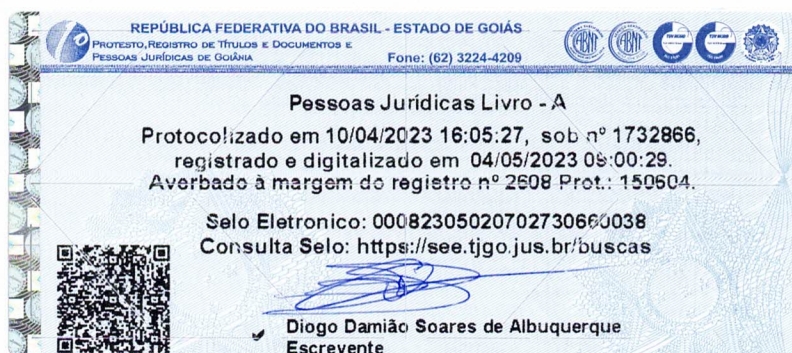 REPÚBLICA FEDERATIVA DO BRASIL - ESTADO DE GOIÁS
PROTESTO, REGISTRO DE TÍTULOS E DOCUMENTOS E
PESSOAS JURÍDICAS DE GOIÂNIA
Fone: (62) 3224-4209
ABNT
ABNT
Pessoas Jurídicas Livro - A
Protocolizado em 10/04/2023 16:05:27, sob nº 1732866,
registrado e digitalizado em 04/05/2023 09:00:29.
Averbado à margem do registro nº 2608 Prot.: 150604.
Selo Eletronico: 00082305020702730660038
Consulta Selo: https://see.tjgo.jus.br/buscas
Diogo Damião Soares de Albuquerque
Escrevente